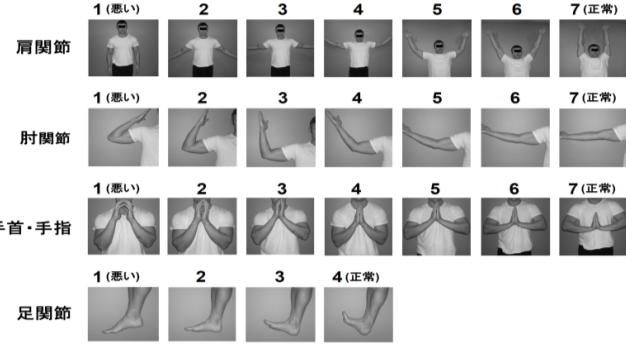 1(悪い) 2 3 4 5 6 7(正常)
肩関節
1(悪い) 2 3 4 5 6 7(正常)
肘関節
1(悪い) 2 3 4 5 6 7(正常)
手首・手指
1(悪い) 2 3 4(正常)
足関節